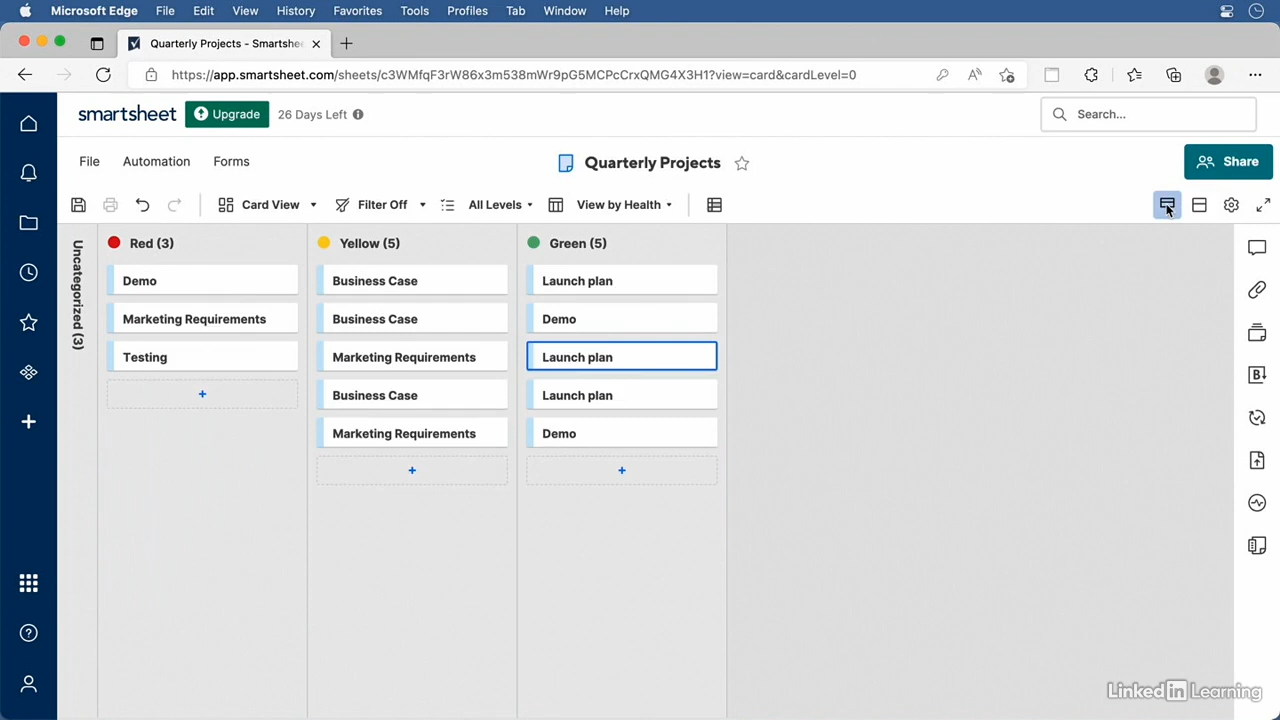 Microsoft Edge File Edit View History Favorites Tools Profiles Tab Window Help
Quarterly Projects - Smartshe
https://app.smartsheet.com/sheets/c3WMfqF3rW86x3m538mWr9pG5MCPcCrxQMG4X3H1?view=card&cardLevel=0
smartsheet Upgrade 26 Days Left Search...
File Automation Forms Quarterly Projects Share
Card View Filter Off All Levels View by Health
Uncategorized (3)
Red (3)
Demo
Marketing Requirements
Testing
+
Yellow (5)
Business Case
Business Case
Marketing Requirements
Business Case
Marketing Requirements
+
Green (5)
Launch plan
Demo
Launch plan
Launch plan
Demo
+
LinkedIn Learning